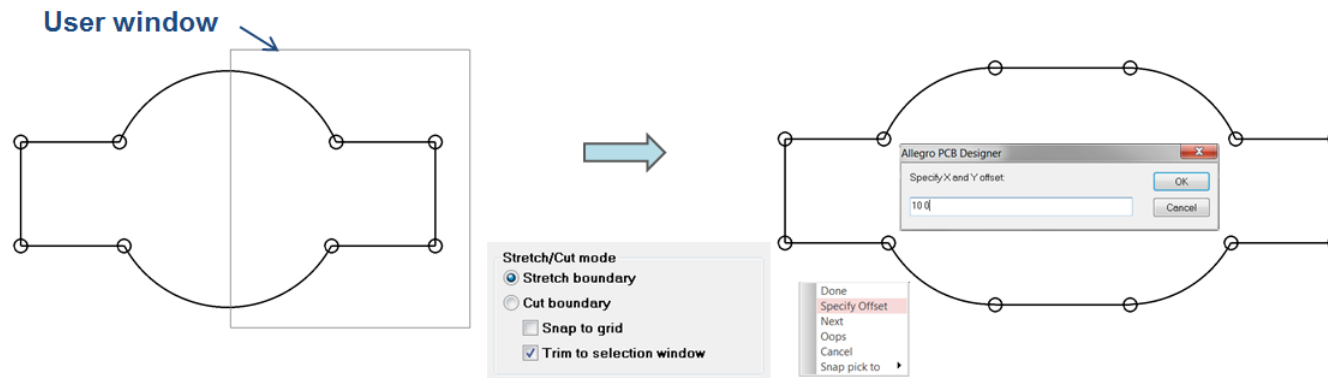 User window
Allegro PCB Designer
Specify X and Y offset:
OK
10 0
Cancel
Stretch/Cut mode
Stretch boundary
Cut boundary
Snap to grid
Trim to selection window
Done
Specify Offset
Next
Oops
Cancel
Snap pick to